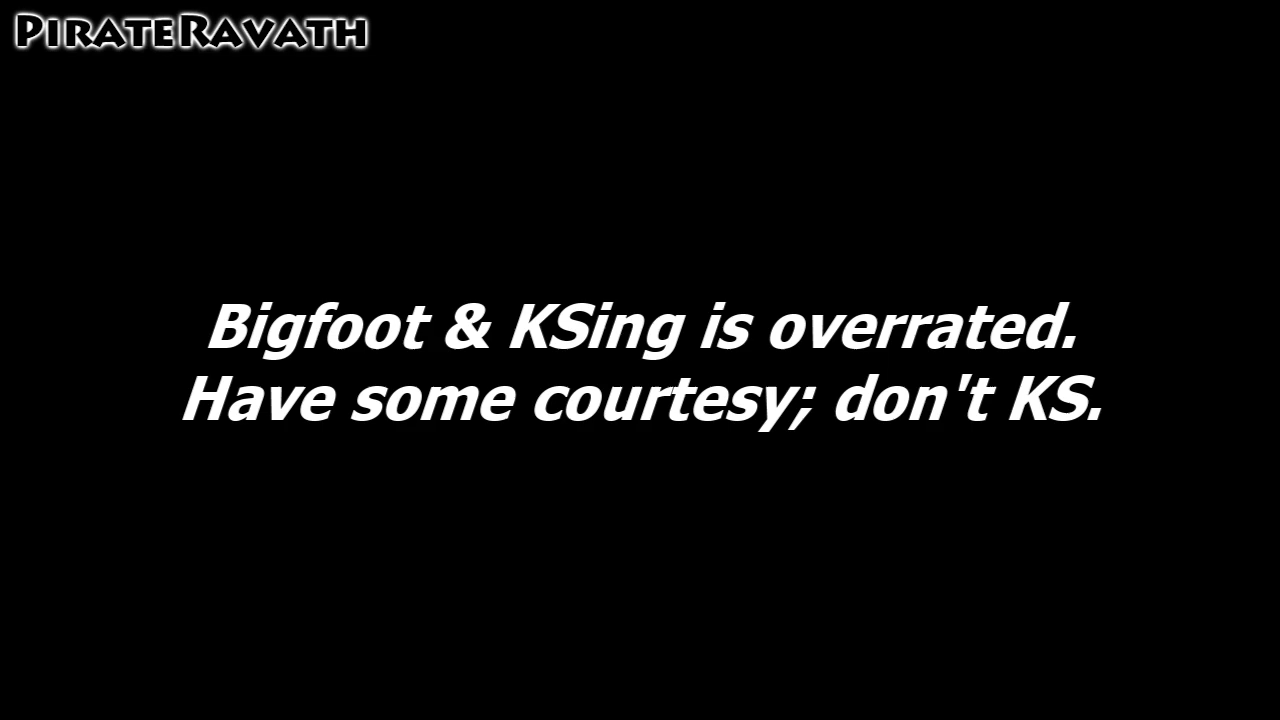 PirateRavath
Bigfoot & KSing is overrated.
Have some courtesy; don't KS.